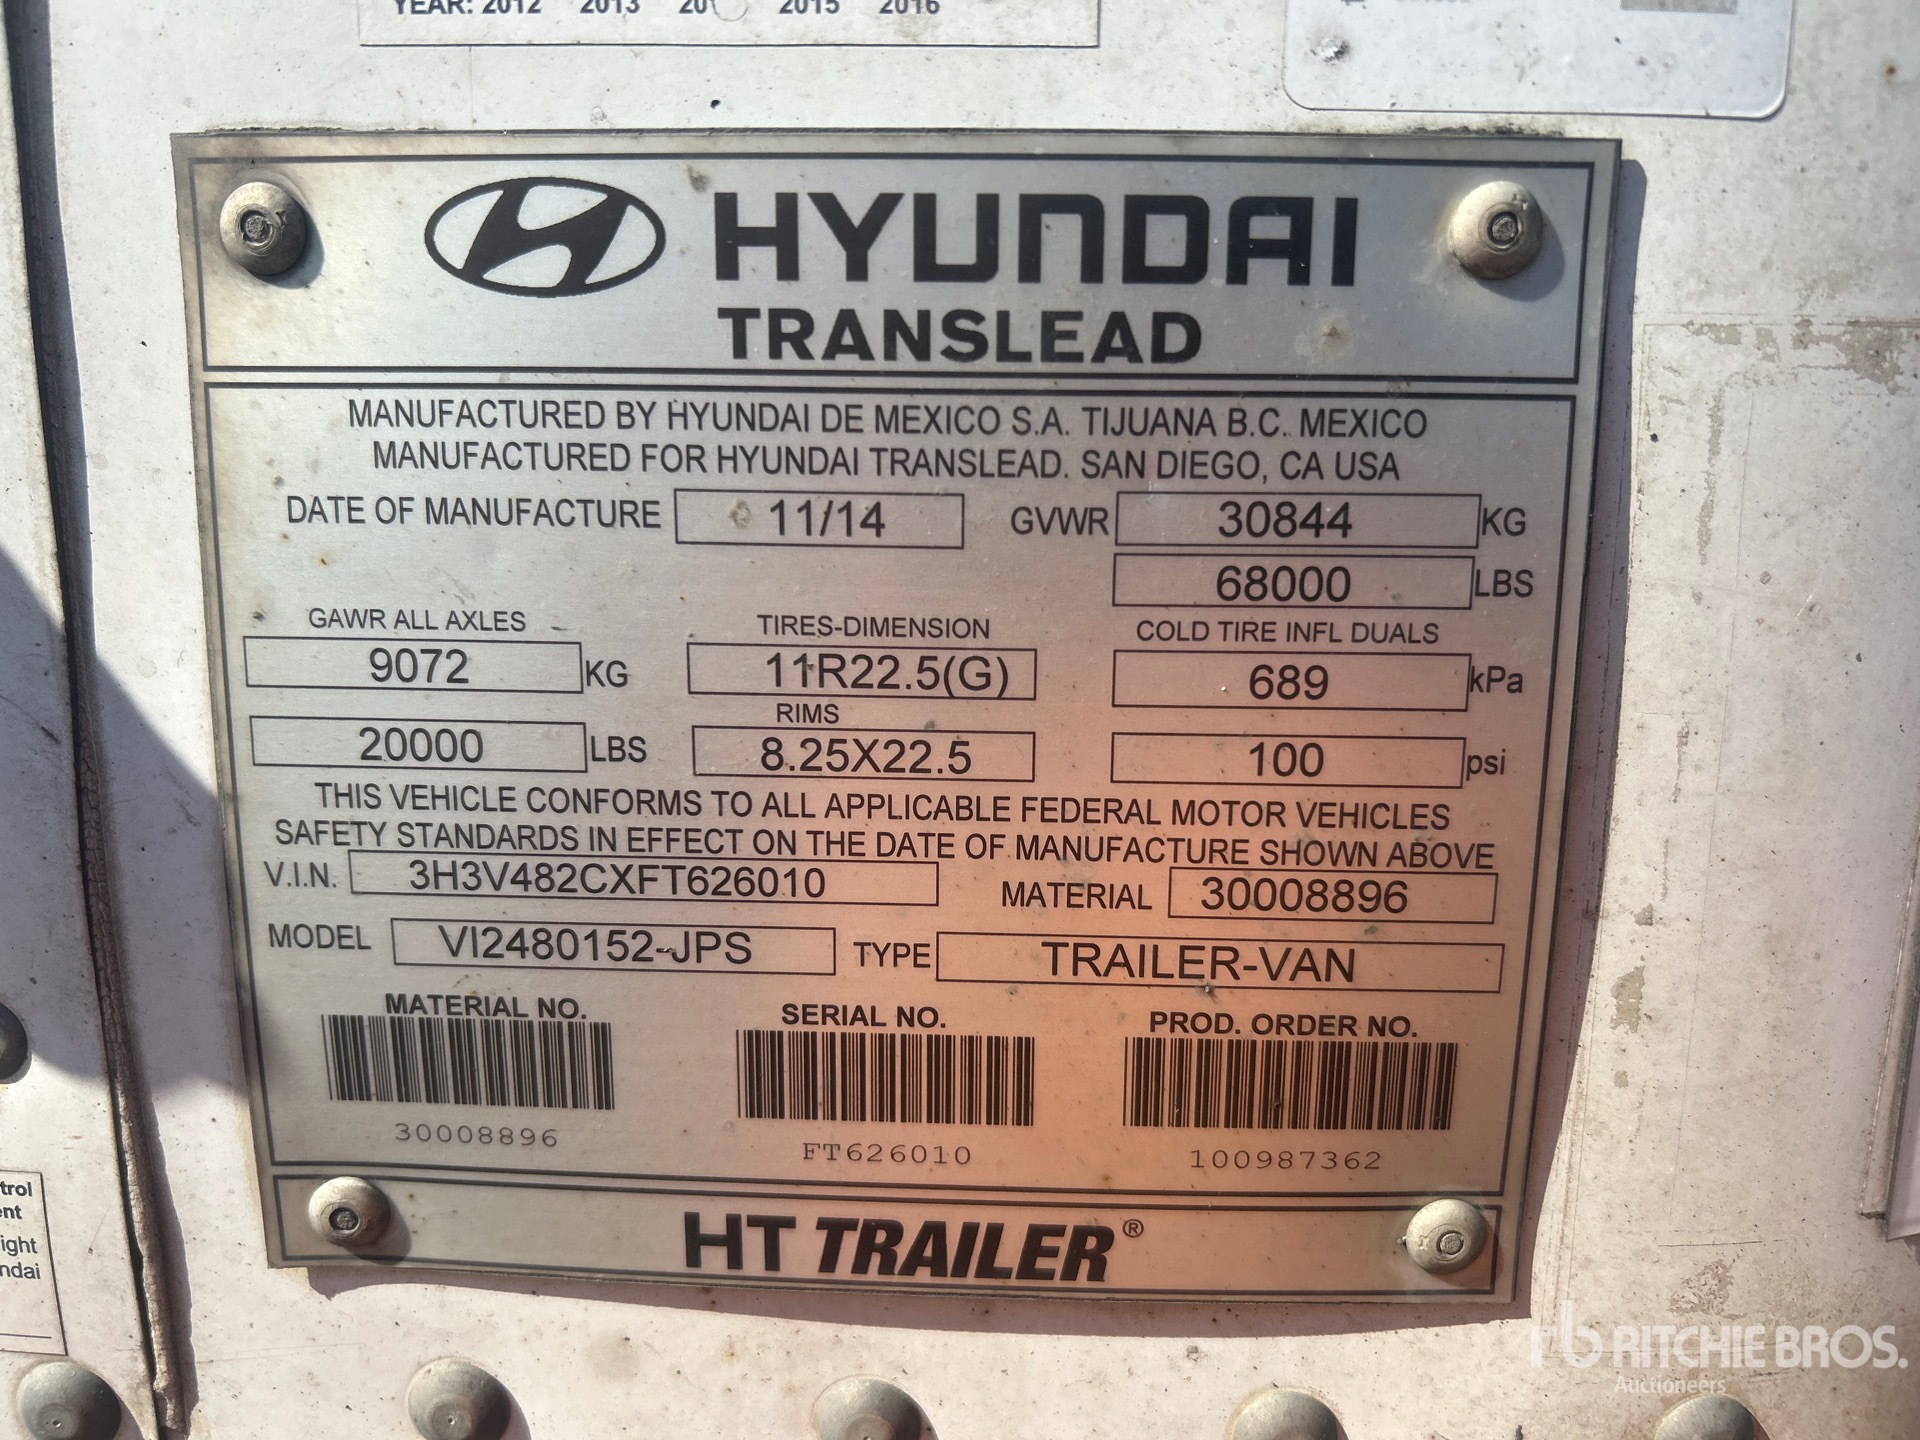 YEAR: 2012 2013 2015 2016
HYUNDAI
TRANSLEAD
MANUFACTURED BY HYUNDAI DE MEXICO S.A. TIJUANA B.C. MEXICO
MANUFACTURED FOR HYUNDAI TRANSLEAD. SAN DIEGO, CA USA
DATE OF MANUFACTURE 11/14 GVWR 30844 KG
68000 LBS
GAWR ALL AXLES TIRES-DIMENSION COLD TIRE INFL DUALS
9072 KG 11R22.5(G) 689 kPa
RIMS
20000 LBS 8.25X22.5 100 psi
THIS VEHICLE CONFORMS TO ALL APPLICABLE FEDERAL MOTOR VEHICLES
SAFETY STANDARDS IN EFFECT ON THE DATE OF MANUFACTURE SHOWN ABOVE
V.I.N. 3H3V482CXFT626010 MATERIAL 30008896
MODEL VI2480152-JPS TYPE TRAILER-VAN
MATERIAL NO. SERIAL NO. PROD. ORDER NO.
30008896 FT626010 100987362
HT TRAILER®
trol
ent
ight
ndai
rb RITCHIE BROS.
Auctioneers